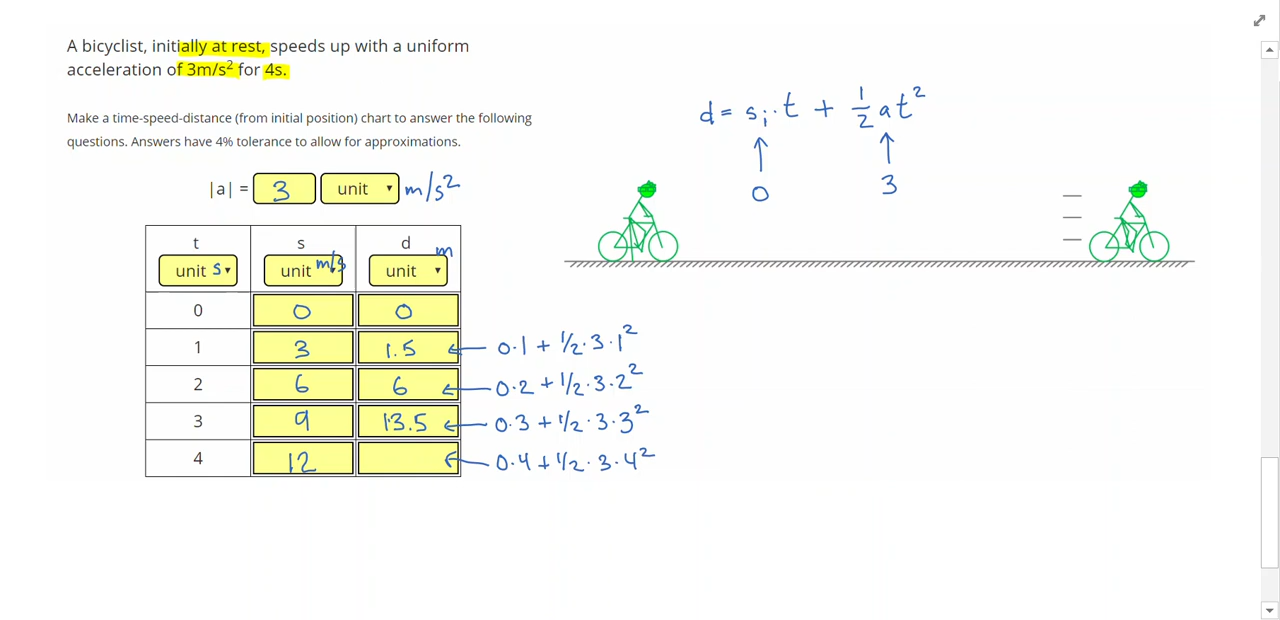 A bicyclist, initially at rest, speeds up with a uniform
acceleration of 3m/s² for 4s.
d = sᵢ·t + 1/2 at²
0 3
Make a time-speed-distance (from initial position) chart to answer the following
questions. Answers have 4% tolerance to allow for approximations.
|a| = 3 unit m/s²
t s d
unit s unit m/s unit m
0 0 0
1 3 1.5 ← 0·1 + 1/2·3·1²
2 6 6 ← 0·2 + 1/2·3·2²
3 9 13.5 ← 0·3 + 1/2·3·3²
4 12 ← 0·4 + 1/2·3·4²